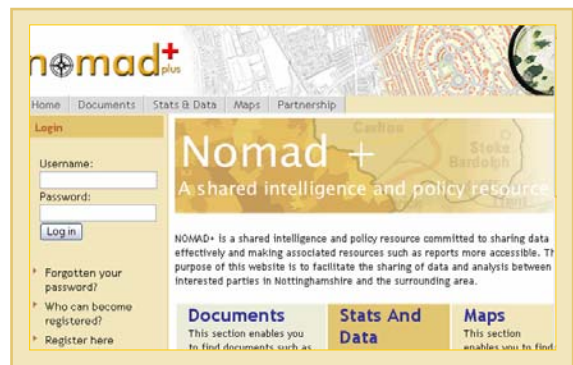 nomad+
plus
Home Documents Stats & Data Maps Partnership
Login
Username:
Password:
Log in
Forgotten your
password?
Who can become
registered?
Register here
Carlton
Stoke
Bardolph
Nomad +
A shared intelligence and policy resource
NOMAD+ is a shared intelligence and policy resource committed to sharing data
effectively and making associated resources such as reports more accessible. Th
purpose of this website is to facilitate the sharing of data and analysis between
interested parties in Nottinghamshire and the surrounding area.
Documents
This section enables you
to find documents such as
Stats And
Data
Maps
This section
enables you to find